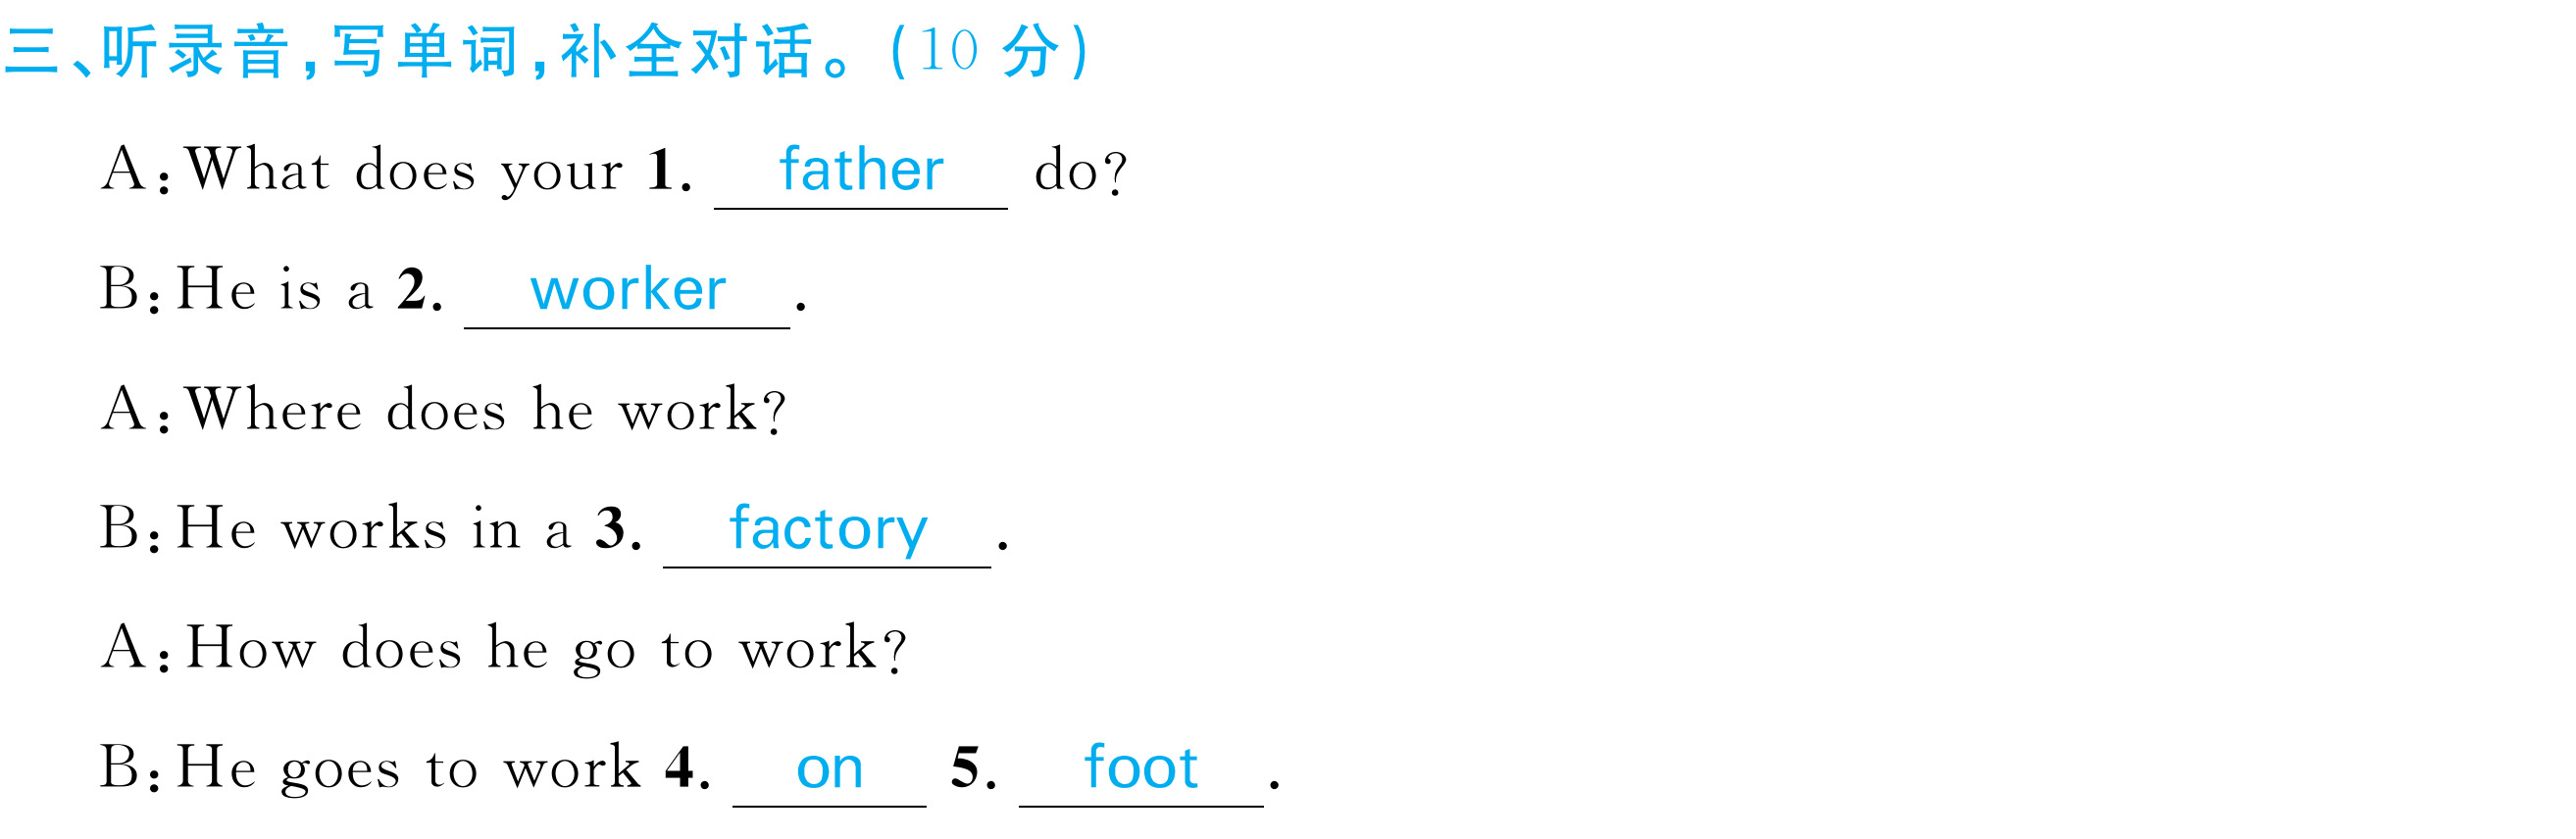 三、听录音,写单词,补全对话。(10 分)
A:What does your 1. father do?
B:He is a 2. worker.
A:Where does he work?
B:He works in a 3. factory.
A:How does he go to work?
B:He goes to work 4. on 5. foot.